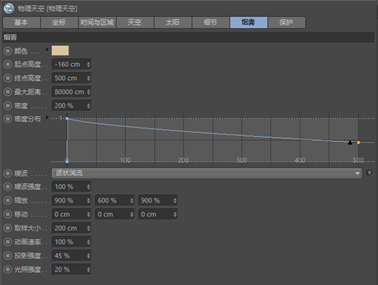 物理天空 [物理天空]
基本 坐标 时间与区域 天空 太阳 细节 烟雾 保护
烟雾
颜色
起点高度 -160 cm
终点高度 500 cm
最大距离 80000 cm
密度 200 %
密度分布 1
100 200 300 400 500
噪波 波状湍流
噪波强度 100 %
缩放 900 % 600 % 900 %
移动 0 cm 0 cm 0 cm
取样大小 200 cm
动画速率 100 %
投影强度 45 %
光照强度 20 %